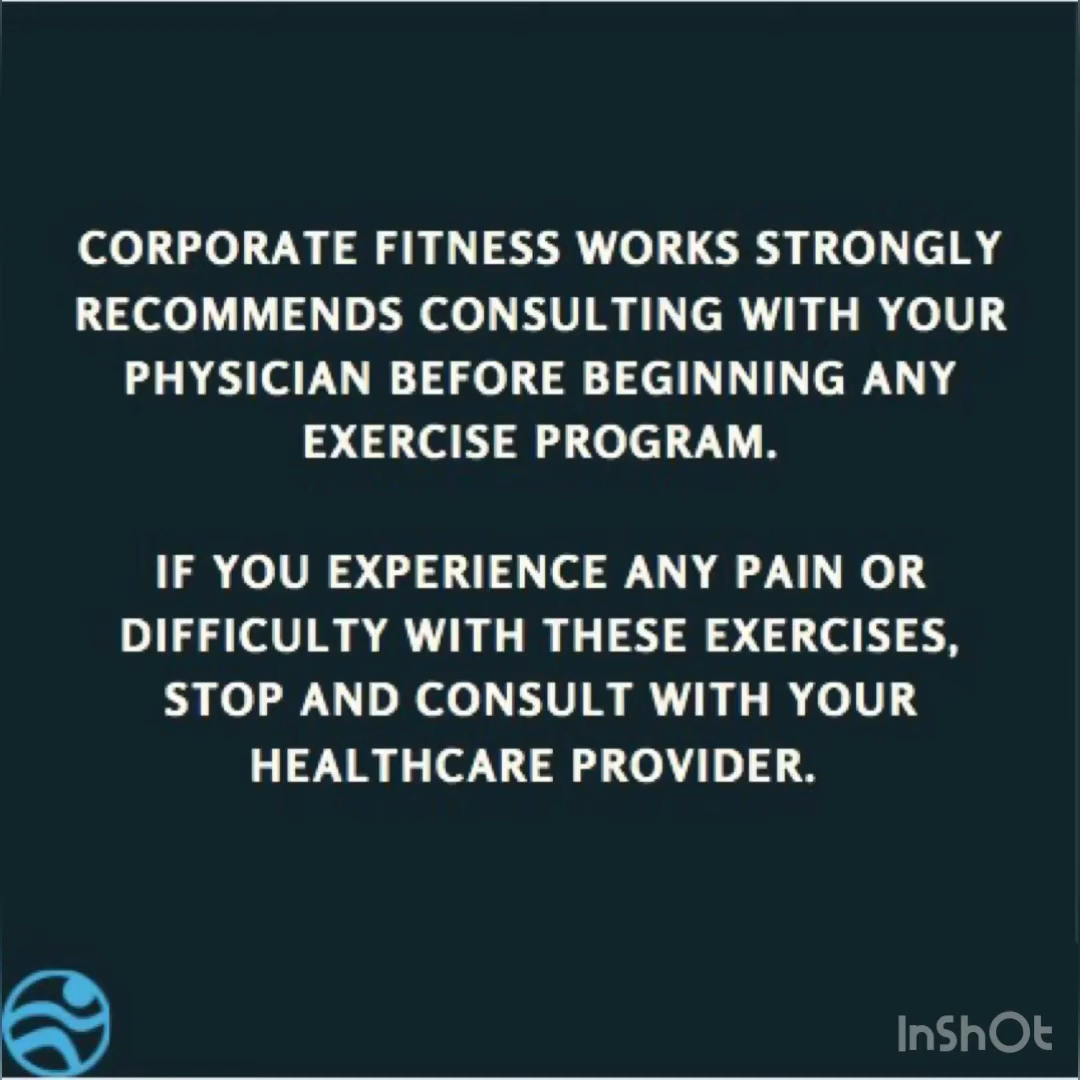 CORPORATE FITNESS WORKS STRONGLY
RECOMMENDS CONSULTING WITH YOUR
PHYSICIAN BEFORE BEGINNING ANY
EXERCISE PROGRAM.
IF YOU EXPERIENCE ANY PAIN OR
DIFFICULTY WITH THESE EXERCISES,
STOP AND CONSULT WITH YOUR
HEALTHCARE PROVIDER.
InShOt